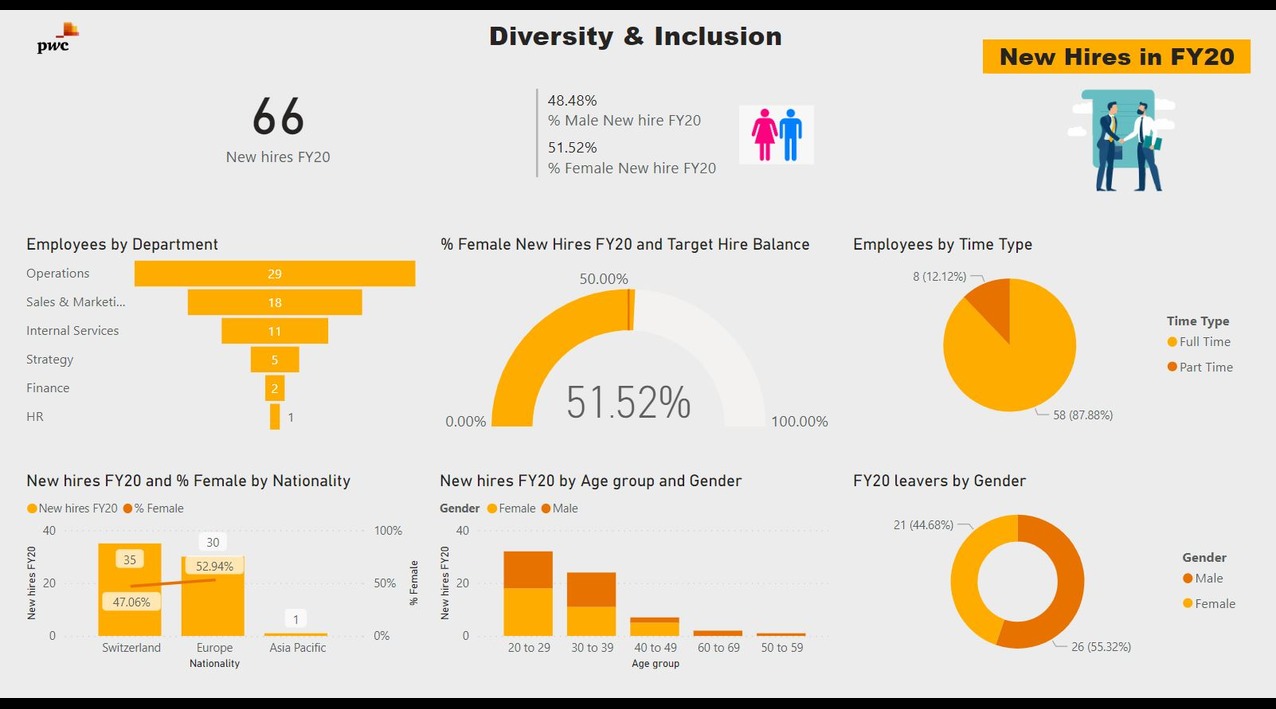 pwc
Diversity & Inclusion
New Hires in FY20
66
New hires FY20
48.48%
% Male New hire FY20
51.52%
% Female New hire FY20
Employees by Department
Operations 29
Sales & Marketi... 18
Internal Services 11
Strategy 5
Finance 2
HR 1
% Female New Hires FY20 and Target Hire Balance
50.00%
51.52%
0.00% 100.00%
Employees by Time Type
8 (12.12%)
58 (87.88%)
Time Type
Full Time
Part Time
New hires FY20 and % Female by Nationality
New hires FY20 % Female
New hires FY20
40
20
0
35
47.06%
30
52.94%
1
100%
50%
0%
% Female
Switzerland Europe Asia Pacific
Nationality
New hires FY20 by Age group and Gender
Gender Female Male
New hires FY20
40
20
0
20 to 29 30 to 39 40 to 49 60 to 69 50 to 59
Age group
FY20 leavers by Gender
21 (44.68%)
26 (55.32%)
Gender
Male
Female